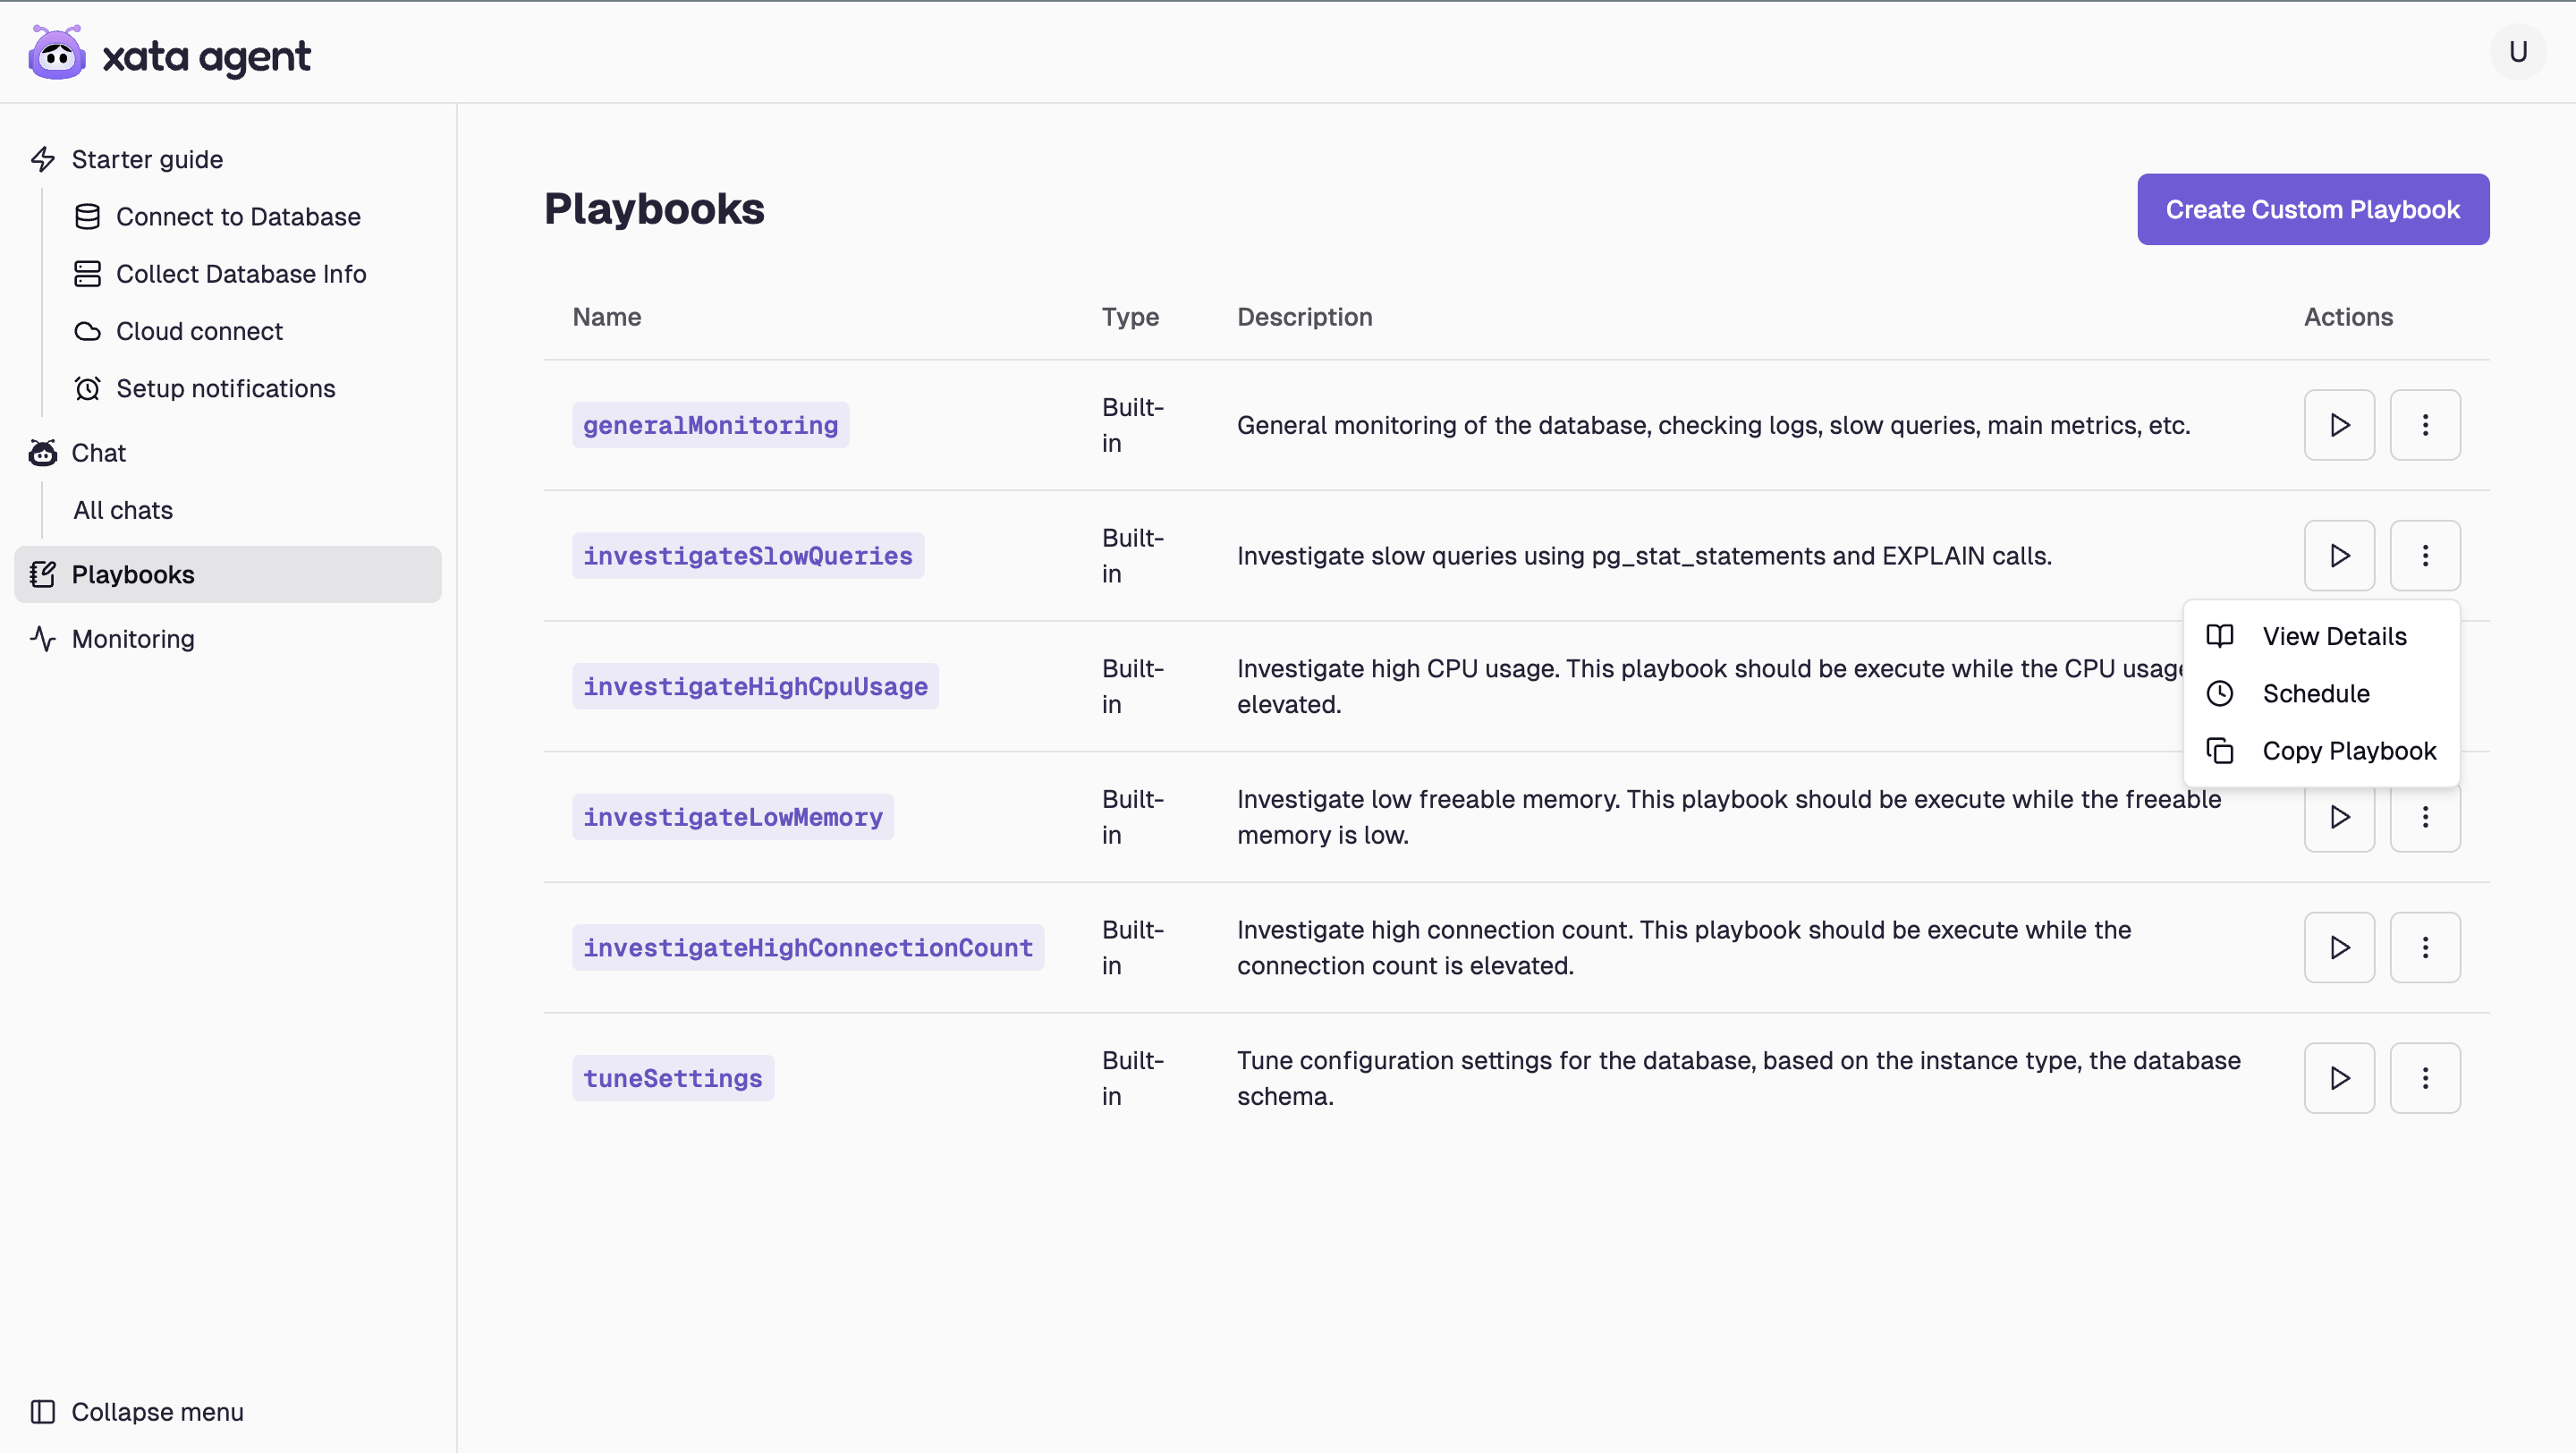 xata agent
U
Starter guide
Connect to Database
Collect Database Info
Cloud connect
Setup notifications
Chat
All chats
Playbooks
Monitoring
Collapse menu
Playbooks
Create Custom Playbook
Name Type Description Actions
generalMonitoring
Built-
in
General monitoring of the database, checking logs, slow queries, main metrics, etc.
investigateSlowQueries
Built-
in
Investigate slow queries using pg_stat_statements and EXPLAIN calls.
View Details
Schedule
Copy Playbook
investigateHighCpuUsage
Built-
in
Investigate high CPU usage. This playbook should be execute while the CPU usage
elevated.
investigateLowMemory
Built-
in
Investigate low freeable memory. This playbook should be execute while the freeable
memory is low.
investigateHighConnectionCount
Built-
in
Investigate high connection count. This playbook should be execute while the
connection count is elevated.
tuneSettings
Built-
in
Tune configuration settings for the database, based on the instance type, the database
schema.